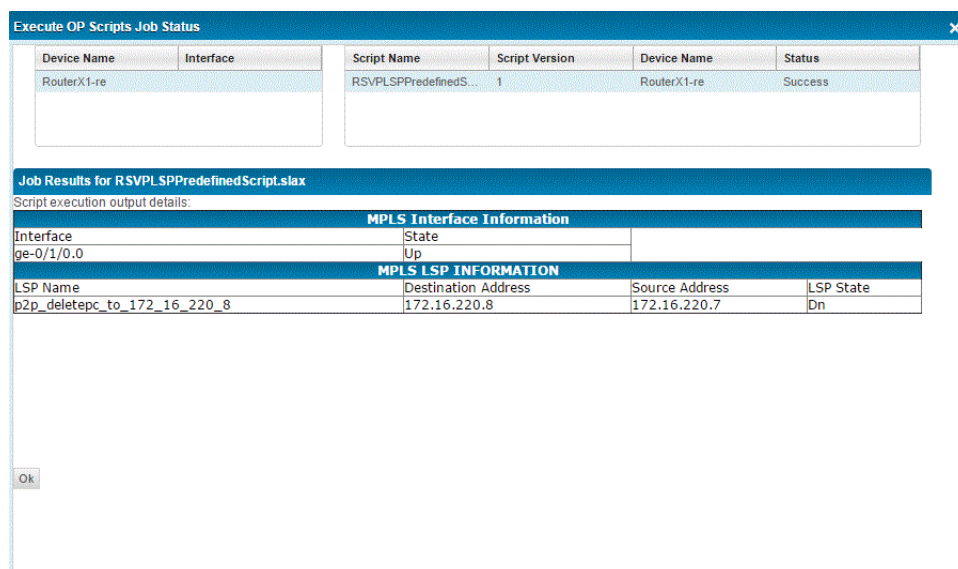 Execute OP Scripts Job Status
Device Name Interface Script Name Script Version Device Name Status
RouterX1-re RSVPLSPPredefinedS... 1 RouterX1-re Success
Job Results for RSVPLSPPredefinedScript.slax
Script execution output details:
MPLS Interface Information
Interface State
ge-0/1/0.0 Up
MPLS LSP INFORMATION
LSP Name Destination Address Source Address LSP State
p2p_deletepc_to_172_16_220_8 172.16.220.8 172.16.220.7 Dn
Ok